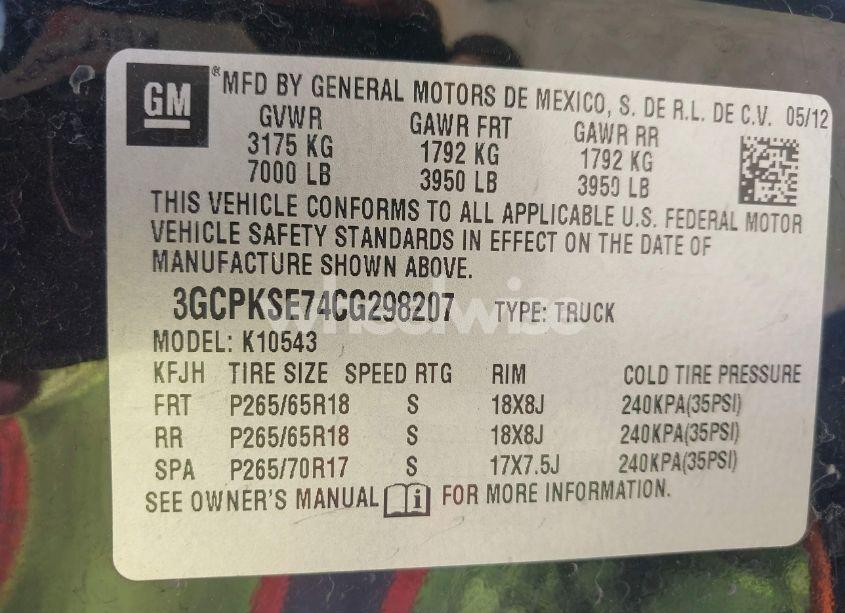 GM
® MFD BY GENERAL MOTORS DE MEXICO, S. DE R.L. DE C.V. 05/12
GVWR GAWR FRT GAWR RR
3175 KG 1792 KG 1792 KG
7000 LB 3950 LB 3950 LB
THIS VEHICLE CONFORMS TO ALL APPLICABLE U.S. FEDERAL MOTOR
VEHICLE SAFETY STANDARDS IN EFFECT ON THE DATE OF
MANUFACTURE SHOWN ABOVE.
3GCPKSE74CG298207 TYPE: TRUCK
wheelwise
MODEL: K10543
KFJH TIRE SIZE SPEED RTG RIM COLD TIRE PRESSURE
FRT P265/65R18 S 18X8J 240KPA(35PSI)
RR P265/65R18 S 18X8J 240KPA(35PSI)
SPA P265/70R17 S 17X7.5J 240KPA(35PSI)
SEE OWNER'S MANUAL i FOR MORE INFORMATION.